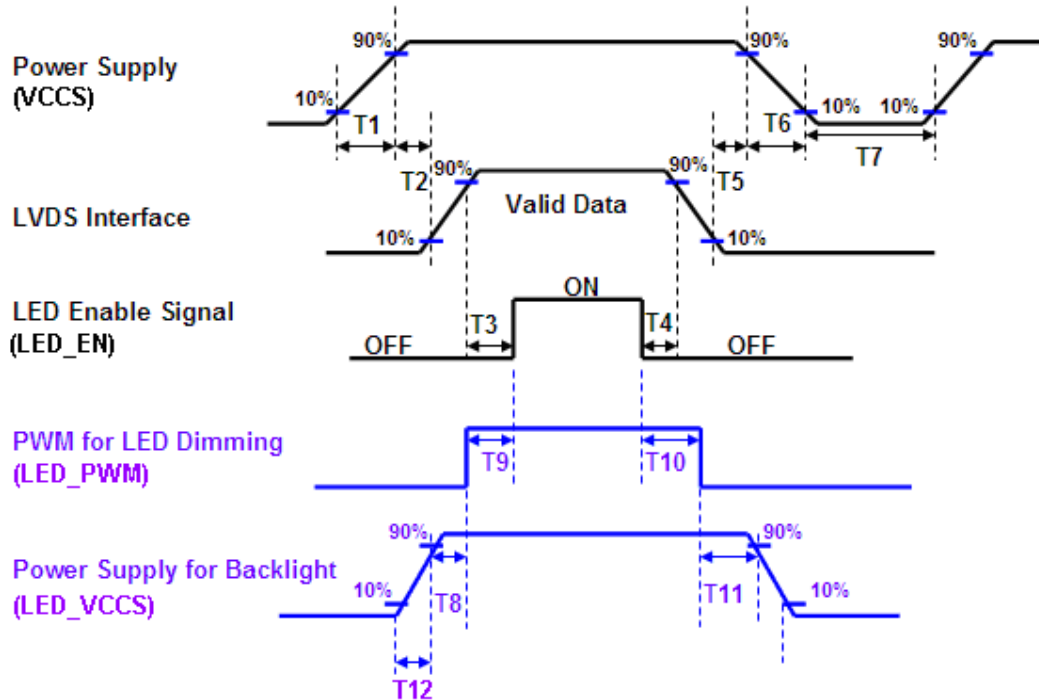 90% 90% 90%
Power Supply
(VCCS)
10% 10% 10%
T1 T6
T2 T5 T7
90% 90%
Valid Data
LVDS Interface
10% 10%
ON
LED Enable Signal
(LED_EN)
T3 T4
OFF OFF
PWM for LED Dimming
(LED_PWM)
T9 T10
90% 90%
Power Supply for Backlight
(LED_VCCS)
10% 10%
T8 T11
T12